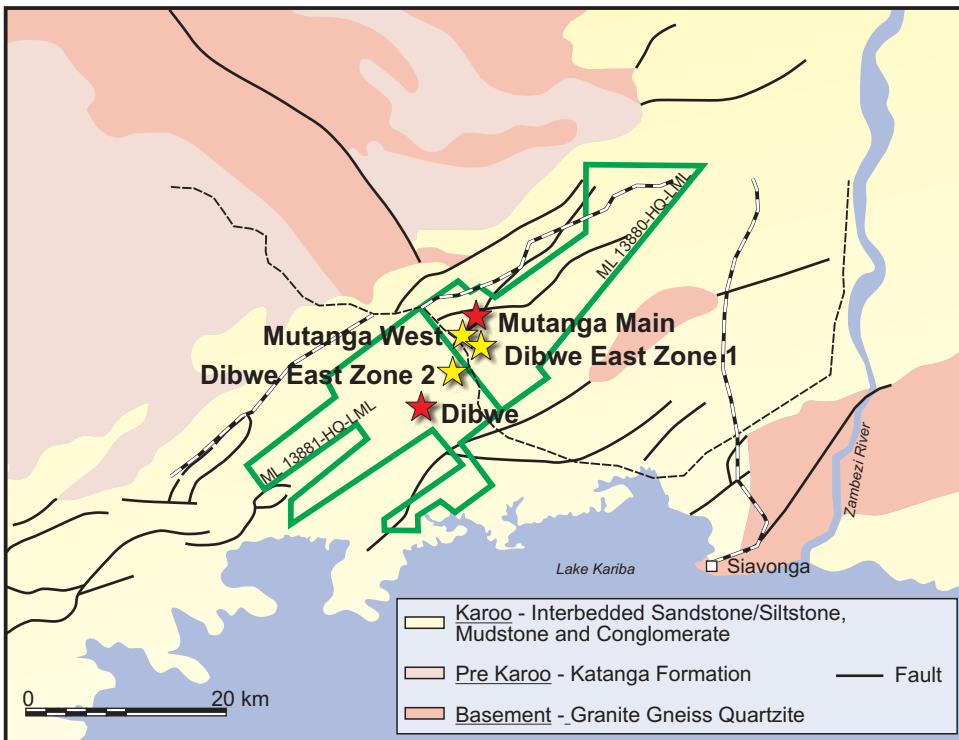 ML 13880-HQ-LML
Mutanga Main
Mutanga West
Dibwe East Zone 1
Dibwe East Zone 2
Dibwe
ML 13881-HQ-LML
Zambezi River
Lake Kariba
Siavonga
Karoo - Interbedded Sandstone/Siltstone,
Mudstone and Conglomerate
Pre Karoo - Katanga Formation
Fault
Basement - Granite Gneiss Quartzite
0 20 km